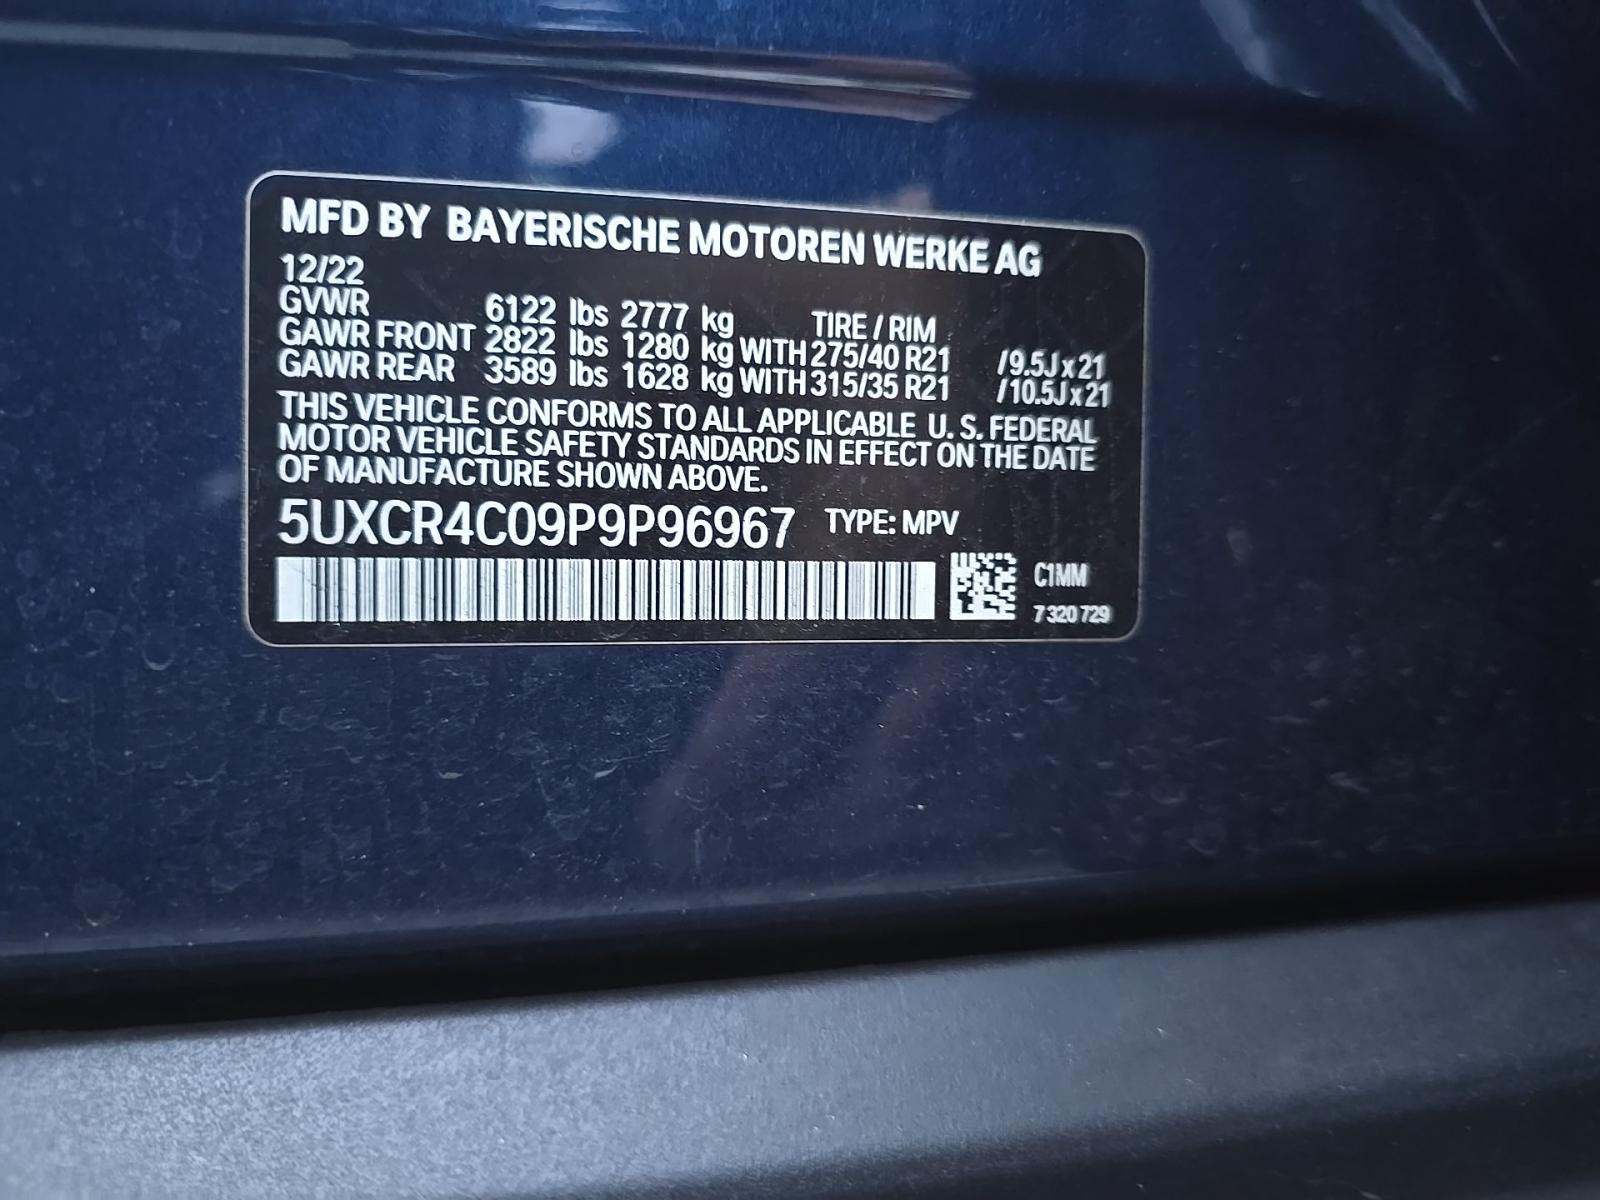 MFD BY BAYERISCHE MOTOREN WERKE AG
12/22
GVWR 6122 lbs 2777 kg TIRE / RIM
GAWR FRONT 2822 lbs 1280 kg WITH 275/40 R21 /9.5J x 21
GAWR REAR 3589 lbs 1628 kg WITH 315/35 R21 /10.5J x 21
THIS VEHICLE CONFORMS TO ALL APPLICABLE U. S. FEDERAL
MOTOR VEHICLE SAFETY STANDARDS IN EFFECT ON THE DATE
OF MANUFACTURE SHOWN ABOVE.
5UXCR4C09P9P96967 TYPE: MPV
C1MM
7 320 729